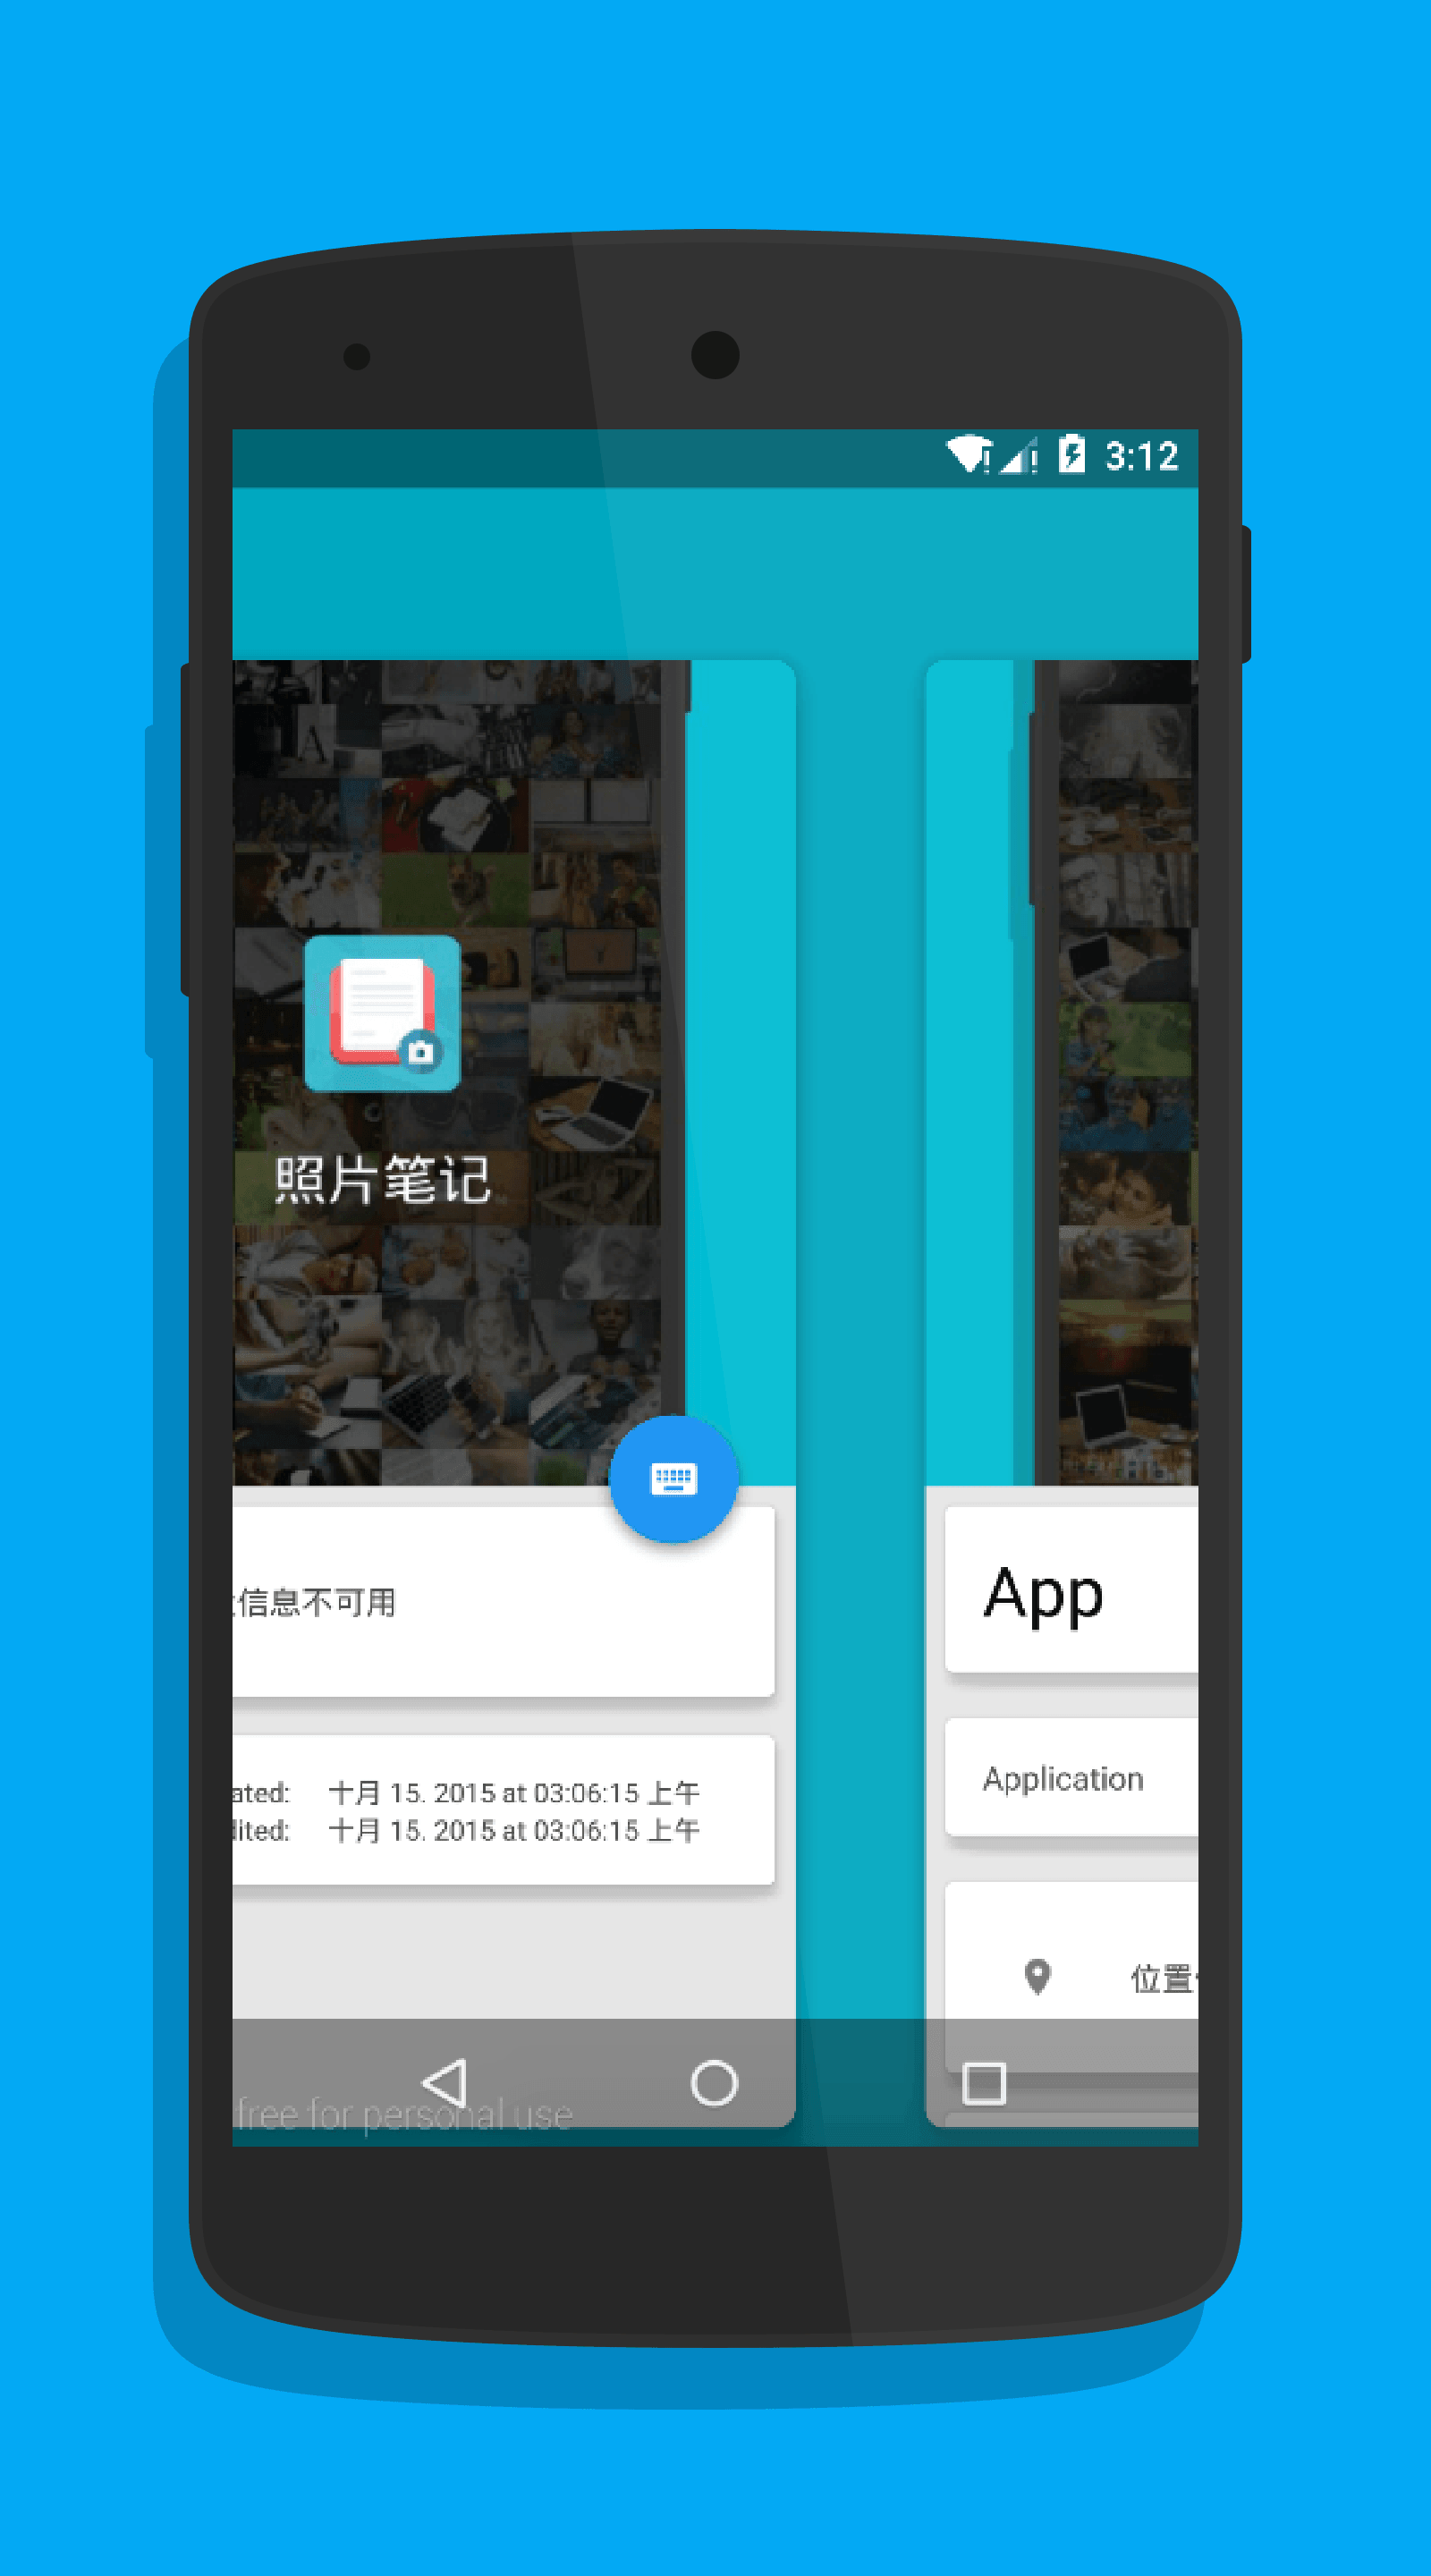 3:12
照片笔记
信息不可用
ated: 十月 15. 2015 at 03:06:15 上午
dited: 十月 15. 2015 at 03:06:15 上午
free for personal use
App
Application
位置